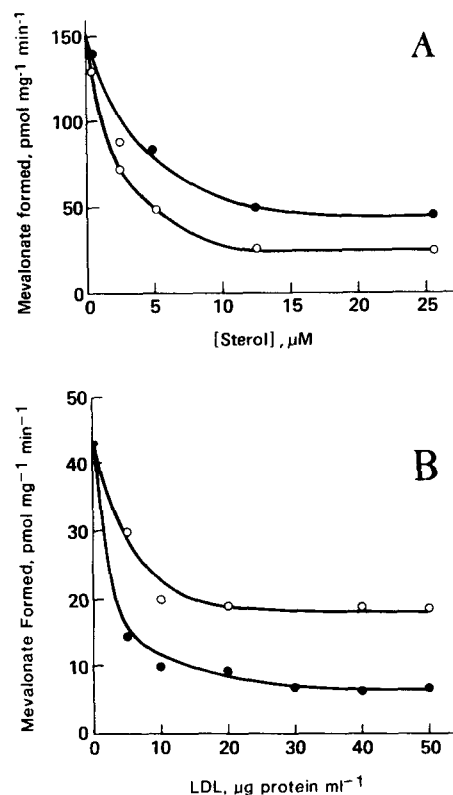 A
150
100
50
0
Mevalonate formed, pmol mg⁻¹ min⁻¹
0 5 10 15 20 25
[Sterol], μM
B
50
40
30
20
10
0
Mevalonate Formed, pmol mg⁻¹ min⁻¹
0 10 20 30 40 50
LDL, μg protein ml⁻¹